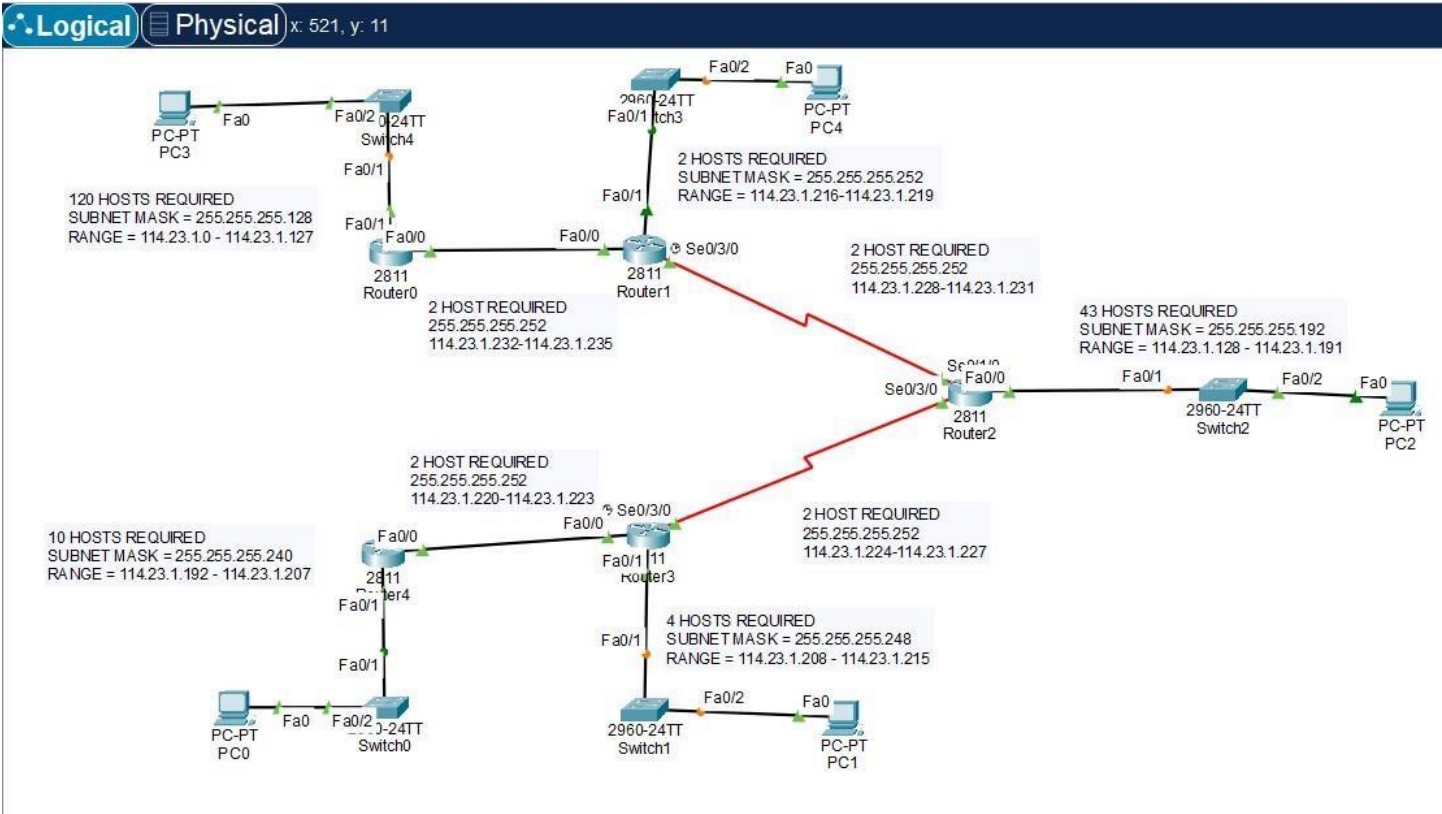 Logical
Physical
x: 521, y: 11
Fa0/2
Fa0
2960-24TT
Fa0/1
PC-PT
PC4
Fa0
Fa0/2
PC-PT
PC3
Switch4
Fa0/1
2 HOSTS REQUIRED
SUBNET MASK = 255.255.255.252
RANGE = 114.23.1.216-114.23.1.219
120 HOSTS REQUIRED
SUBNET MASK = 255.255.255.128
RANGE = 114.23.1.0 - 114.23.1.127
Fa0/1
Fa0/1
Fa0/0
Fa0/0
Se0/3/0
2811
Router0
2811
Router1
2 HOST REQUIRED
255.255.255.252
114.23.1.228-114.23.1.231
2 HOST REQUIRED
255.255.255.252
114.23.1.232-114.23.1.235
43 HOSTS REQUIRED
SUBNET MASK = 255.255.255.192
RANGE = 114.23.1.128 - 114.23.1.191
Se0/3/0
Fa0/0
Fa0/1
Fa0/2
Fa0
2811
Router2
2960-24TT
Switch2
PC-PT
PC2
2 HOST REQUIRED
255.255.255.252
114.23.1.220-114.23.1.223
Se0/3/0
Fa0/0
Fa0/0
2 HOST REQUIRED
255.255.255.252
114.23.1.224-114.23.1.227
10 HOSTS REQUIRED
SUBNET MASK = 255.255.255.240
RANGE = 114.23.1.192 - 114.23.1.207
Fa0/1
Router3
2811
Fa0/1
4 HOSTS REQUIRED
SUBNET MASK = 255.255.255.248
RANGE = 114.23.1.208 - 114.23.1.215
Fa0/1
Fa0/1
Fa0
Fa0/2
PC-PT
PC0
Switch0
Fa0/2
Fa0
2960-24TT
Switch1
PC-PT
PC1